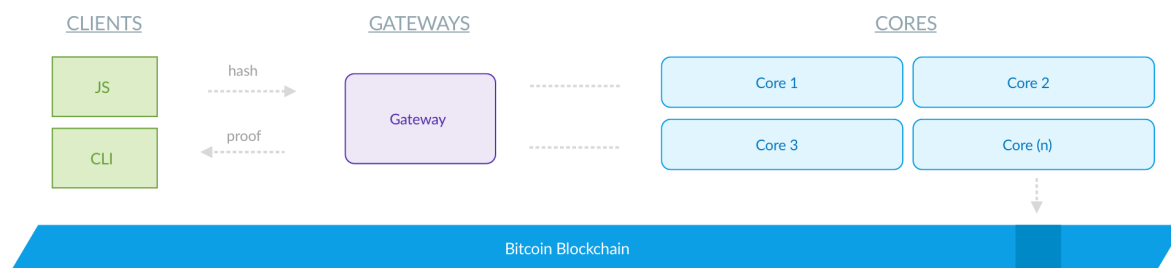 CLIENTS
GATEWAYS
CORES
JS
CLI
hash
proof
Gateway
Core 1
Core 2
Core 3
Core (n)
Bitcoin Blockchain